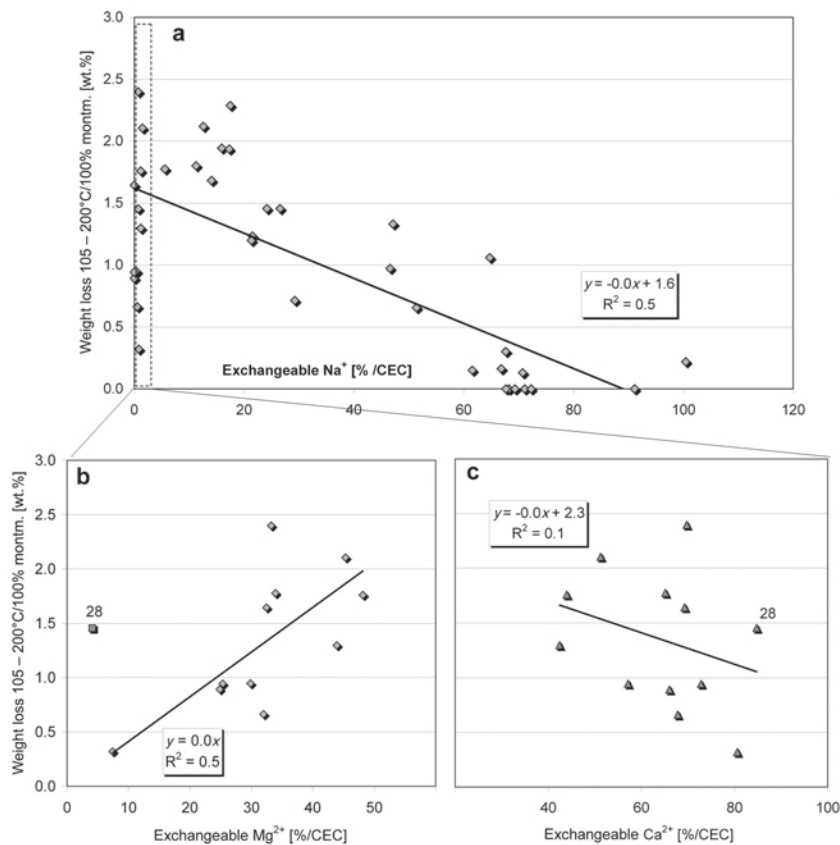 a
Weight loss 105 – 200°C/100% montm. [wt.%]
3.0
2.5
2.0
1.5
1.0
0.5
0.0
y = -0.0x + 1.6
R² = 0.5
Exchangeable Na⁺ [% /CEC]
0 20 40 60 80 100 120
b
Weight loss 105 – 200°C/100% montm. [wt.%]
3.0
2.5
2.0
1.5
1.0
0.5
0.0
28
y = 0.0x
R² = 0.5
0 10 20 30 40 50
Exchangeable Mg²⁺ [%/CEC]
c
y = -0.0x + 2.3
R² = 0.1
28
40 60 80 100
Exchangeable Ca²⁺ [%/CEC]